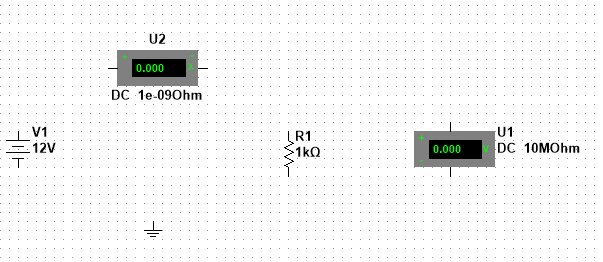 U2
0.000 A
DC 1e-09Ohm
V1
12V
R1
1kΩ
U1
0.000 V
DC 10MOhm